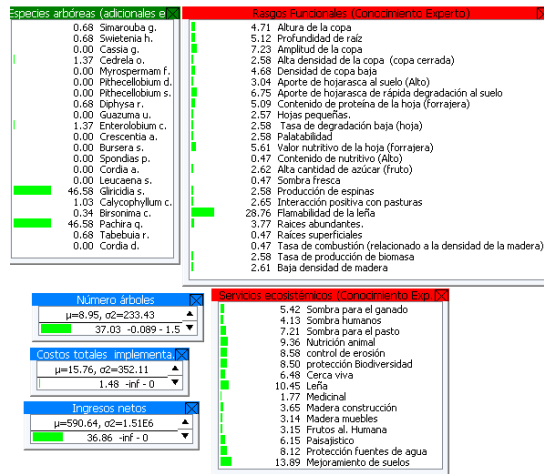 Especies arbóreas (adicionales e
0.68 Simarouba g.
0.68 Swietenia h.
0.00 Cassia g.
1.37 Cedrela o.
0.00 Myrospermam f.
0.00 Pithecellobium d.
0.00 Pithecellobium s.
0.68 Diphysa r.
0.00 Guazuma u.
1.37 Enterolobium c.
0.00 Crescentia a.
0.00 Bursera s.
0.00 Spondias p.
0.00 Cordia a.
0.00 Leucaena s.
46.58 Gliricidia s.
1.03 Calycophyllum c.
0.34 Birsonima c.
46.58 Pachira q.
0.68 Tabebuia r.
0.00 Cordia d.
Rasgos Funcionales (Conocimiento Experto)
4.71 Altura de la copa
5.12 Profundidad de raíz
7.23 Amplitud de la copa
2.58 Alta densidad de la copa (copa cerrada)
4.68 Densidad de copa baja
3.04 Aporte de hojarasca al suelo (Alto)
6.75 Aporte de hojarasca de rápida degradación al suelo
5.09 Contenido de proteína de la hoja (forrajera)
2.57 Hojas pequeñas.
2.58 Tasa de degradación baja (hoja)
2.58 Palatabilidad
5.61 Valor nutritivo de la hoja (forrajera)
0.47 Contenido de nutritivo (Alto)
2.62 Alta cantidad de azúcar (fruto)
0.47 Sombra fresca
2.58 Producción de espinas
2.65 Interacción positiva con pasturas
28.76 Flamabilidad de la leña
3.77 Raices abundantes.
0.47 Raices superficiales
0.47 Tasa de combustión (relacionado a la densidad de la madera)
2.58 Tasa de producción de biomasa
2.61 Baja densidad de madera
Número árboles
μ=8.95, σ2=233.43
37.03 -0.089 - 1.5
Costos totales implementa.
μ=15.76, σ2=352.11
1.48 -inf - 0
Ingresos netos
μ=590.64, σ2=1.51E6
36.86 -inf - 0
Servicios ecosistémicos (Conocimiento Exp.
5.42 Sombra para el ganado
4.13 Sombra humanos
7.21 Sombra para el pasto
9.36 Nutrición animal
8.58 control de erosión
8.50 protección Biodiversidad
6.48 Cerca viva
10.45 Leña
1.77 Medicinal
3.65 Madera construcción
3.14 Madera muebles
3.15 Frutos al. Humana
6.15 Paisajístico
8.12 Protección fuentes de agua
13.89 Mejoramiento de suelos